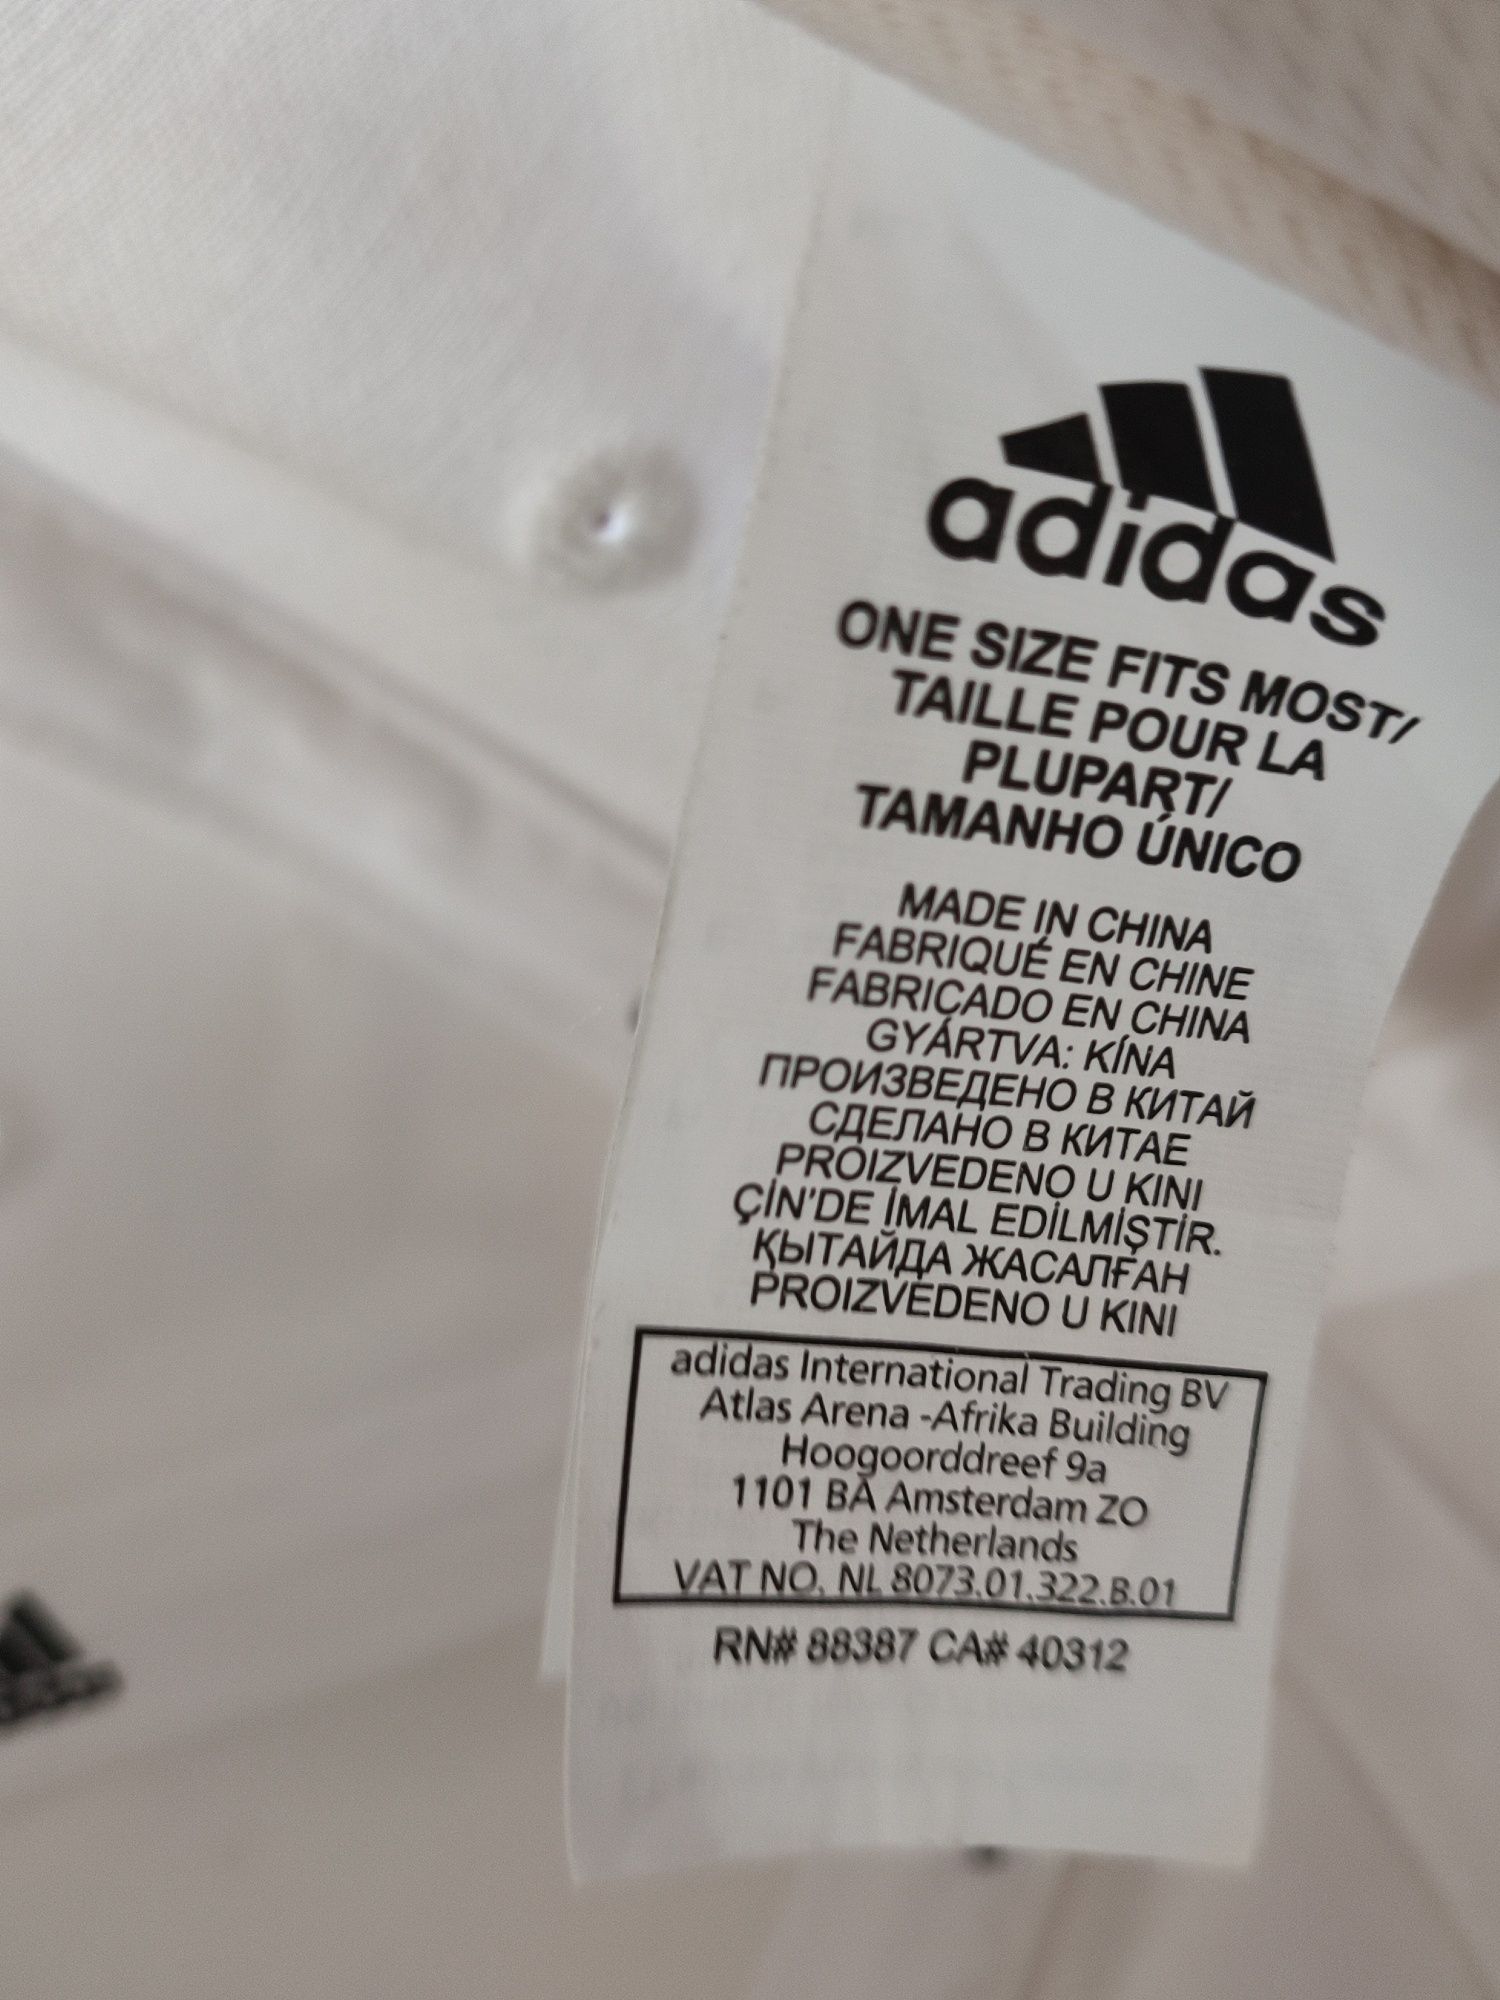 adidas
ONE SIZE FITS MOST/
TAILLE POUR LA
PLUPART/
TAMANHO ÚNICO
MADE IN CHINA
FABRIQUÉ EN CHINE
FABRICADO EN CHINA
GYÁRTVA: KÍNA
ПРОИЗВЕДЕНО В КИТАЙ
СДЕЛАНО В КИТАЕ
PROIZVEDENO U KINI
ÇİN'DE İMAL EDİLMİŞTİR.
ҚЫТАЙДА ЖАСАЛҒАН
PROIZVEDENO U KINI
adidas International Trading BV
Atlas Arena -Afrika Building
Hoogoorddreef 9a
1101 BA Amsterdam ZO
The Netherlands
VAT NO. NL 8073.01.322.B.01
RN# 88387 CA# 40312